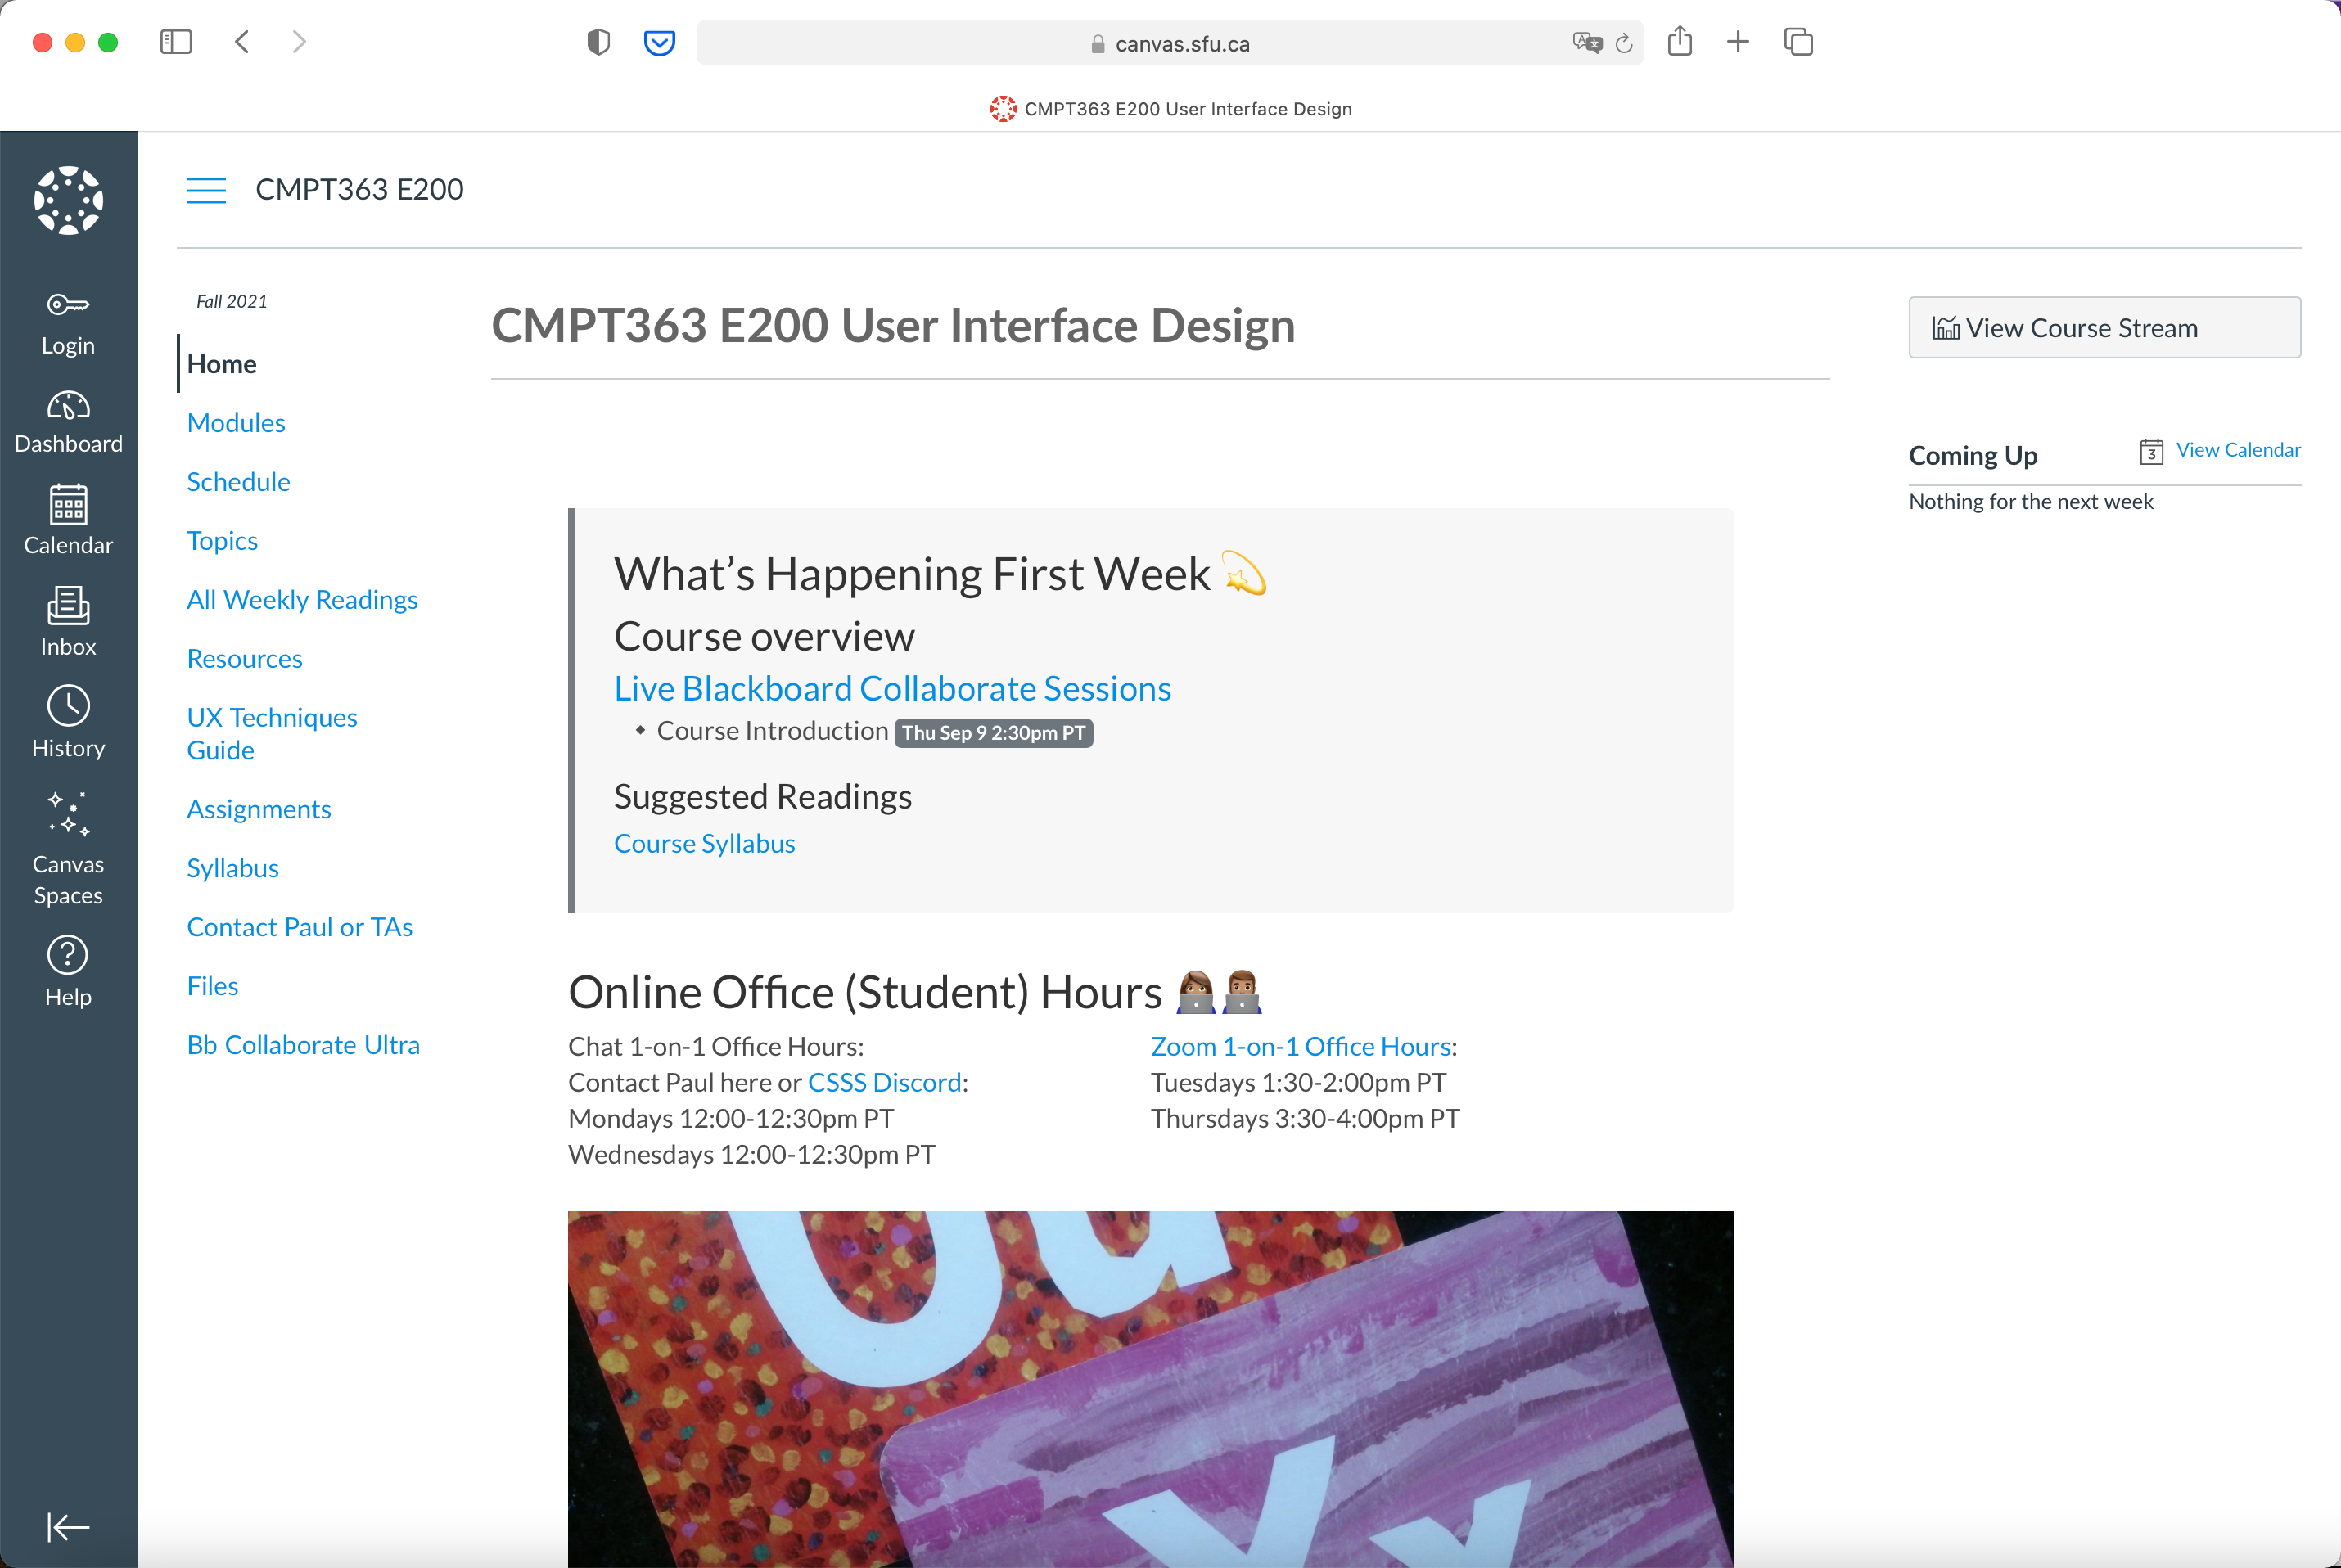 canvas.sfu.ca
CMPT363 E200 User Interface Design
CMPT363 E200
Login
Dashboard
Calendar
Inbox
History
Canvas
Spaces
Help
Fall 2021
Home
Modules
Schedule
Topics
All Weekly Readings
Resources
UX Techniques
Guide
Assignments
Syllabus
Contact Paul or TAs
Files
Bb Collaborate Ultra
CMPT363 E200 User Interface Design
What’s Happening First Week 💫
Course overview
Live Blackboard Collaborate Sessions
Course Introduction Thu Sep 9 2:30pm PT
Suggested Readings
Course Syllabus
Online Office (Student) Hours 👩🏽‍💻👨🏽‍💻
Chat 1-on-1 Office Hours:
Contact Paul here or CSSS Discord:
Mondays 12:00-12:30pm PT
Wednesdays 12:00-12:30pm PT
Zoom 1-on-1 Office Hours:
Tuesdays 1:30-2:00pm PT
Thursdays 3:30-4:00pm PT
View Course Stream
Coming Up
3 View Calendar
Nothing for the next week